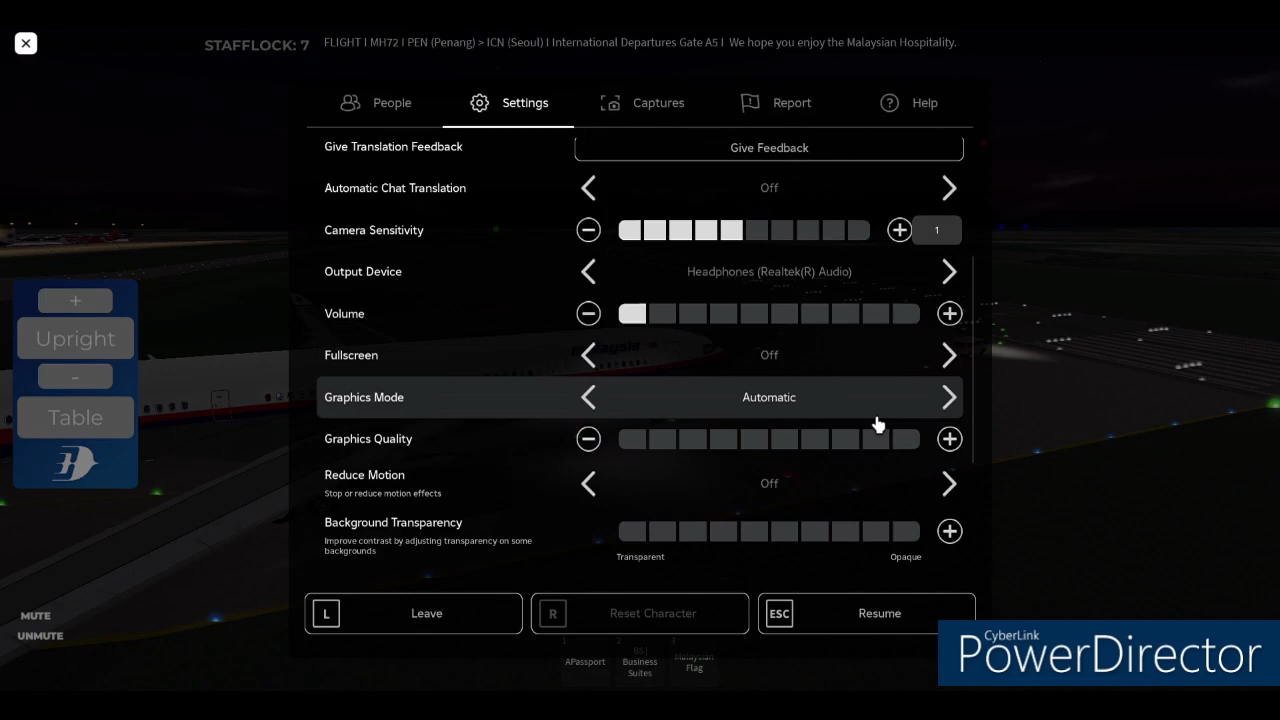 STAFFLOCK: 7
FLIGHT I MH72 I PEN (Penang) > ICN (Seoul) I International Departures Gate A5 I We hope you enjoy the Malaysian Hospitality.
People
Settings
Captures
Report
Help
Give Translation Feedback
Give Feedback
Automatic Chat Translation
Off
Camera Sensitivity
1
Output Device
Headphones (Realtek(R) Audio)
Volume
Fullscreen
Off
Graphics Mode
Automatic
Graphics Quality
Reduce Motion
Stop or reduce motion effects
Off
Background Transparency
Improve contrast by adjusting transparency on some
backgrounds
Transparent
Opaque
+
Upright
-
Table
L
Leave
R
Reset Character
ESC
Resume
MUTE
UNMUTE
1
APassport
2
BS |
Business
Suites
3
Malaysian
Flag
CyberLink
PowerDirector